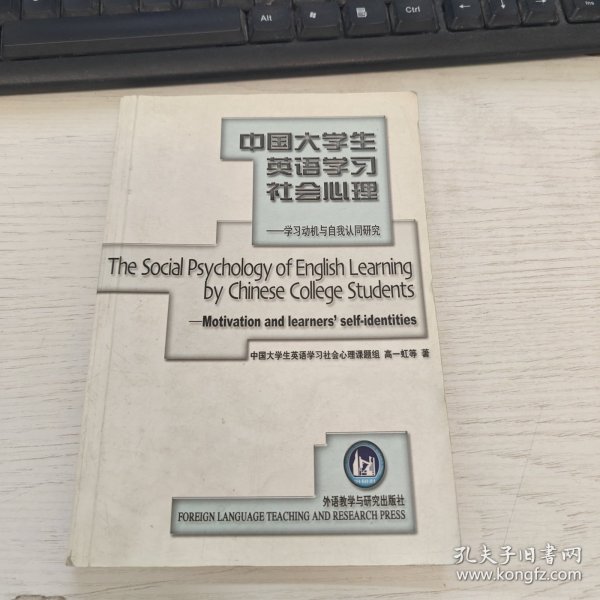 Alt
Ctrl
中国大学生
英语学习
社会心理
——学习动机与自我认同研究
The Social Psychology of English Learning
by Chinese College Students
—Motivation and learners' self-identities
中国大学生英语学习社会心理课题组 高一虹等 著
外语教学与研究出版社
FOREIGN LANGUAGE TEACHING AND RESEARCH PRESS
孔夫子旧书网
www.kongfz.com